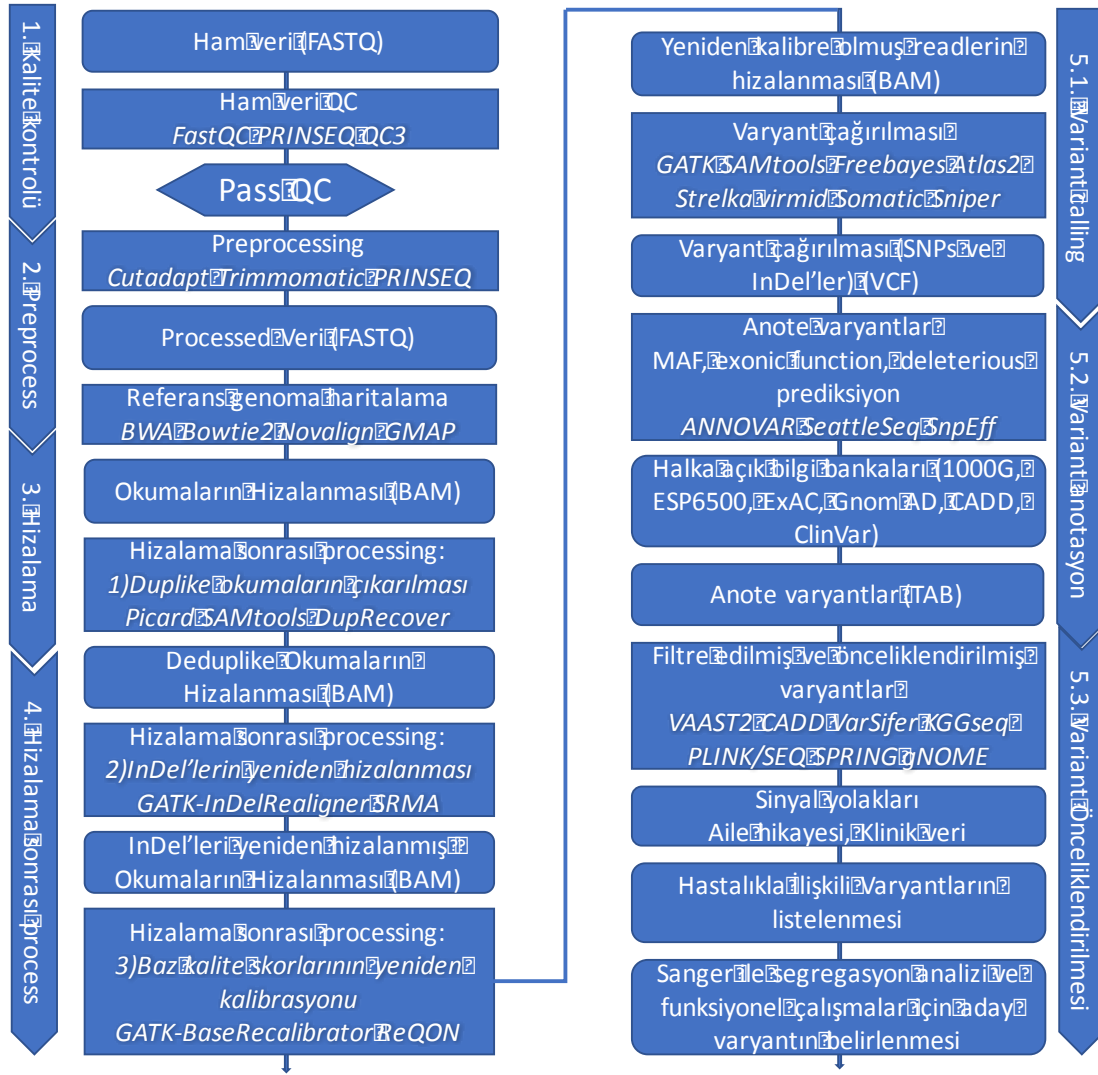 1. Kalite kontrolü
2. Preprocess
3. Hizalama
4. Hizalama sonrası process
Ham veri (FASTQ)
Ham veri QC
FastQC PRINSEQ QC3
Pass QC
Preprocessing
Cutadapt Trimmomatic PRINSEQ
Processed Veri (FASTQ)
Referans genoma haritalama
BWA Bowtie2 Novalign GMAP
Okumaların Hizalanması (BAM)
Hizalama sonrası processing:
1)Duplike okumaların çıkarılması
Picard SAMtools DupRecover
Deduplike Okumaların
Hizalanması (BAM)
Hizalama sonrası processing:
2)InDel’lerin yeniden hizalanması
GATK-InDelRealigner SRMA
InDel’leri yeniden hizalanmış
Okumaların Hizalanması (BAM)
Hizalama sonrası processing:
3)Baz kalite skorlarının yeniden
kalibrasyonu
GATK-BaseRecalibrator ReQON
Yeniden kalibre olmuş readlerin
hizalanması (BAM)
Varyant çağırılması
GATK SAMtools Freebayes Atlas2
Strelka virmid Somatic Sniper
Varyant çağırılması (SNPs ve
InDel’ler) (VCF)
Anote varyantlar
MAF, exonic function, deleterious
prediksiyon
ANNOVAR SeattleSeq SnpEff
Halka açık bilgi bankaları (1000G,
ESP6500, ExAC, Gnom AD, CADD,
ClinVar)
Anote varyantlar (TAB)
Filtre edilmiş ve önceliklendirilmiş
varyantlar
VAAST2 CADD VarSifer KGGseq
PLINK/SEQ SPRING gNOME
Sinyal yolakları
Aile hikayesi, Klinik veri
Hastalıkla İlişkili Varyantların
listelenmesi
Sanger ile segregasyon analizi ve
funksiyonel çalışmalar için aday
varyantın belirlenmesi
5.1. Variant calling
5.2. Variant anotasyon
5.3. Variant Önceliklendirilmesi